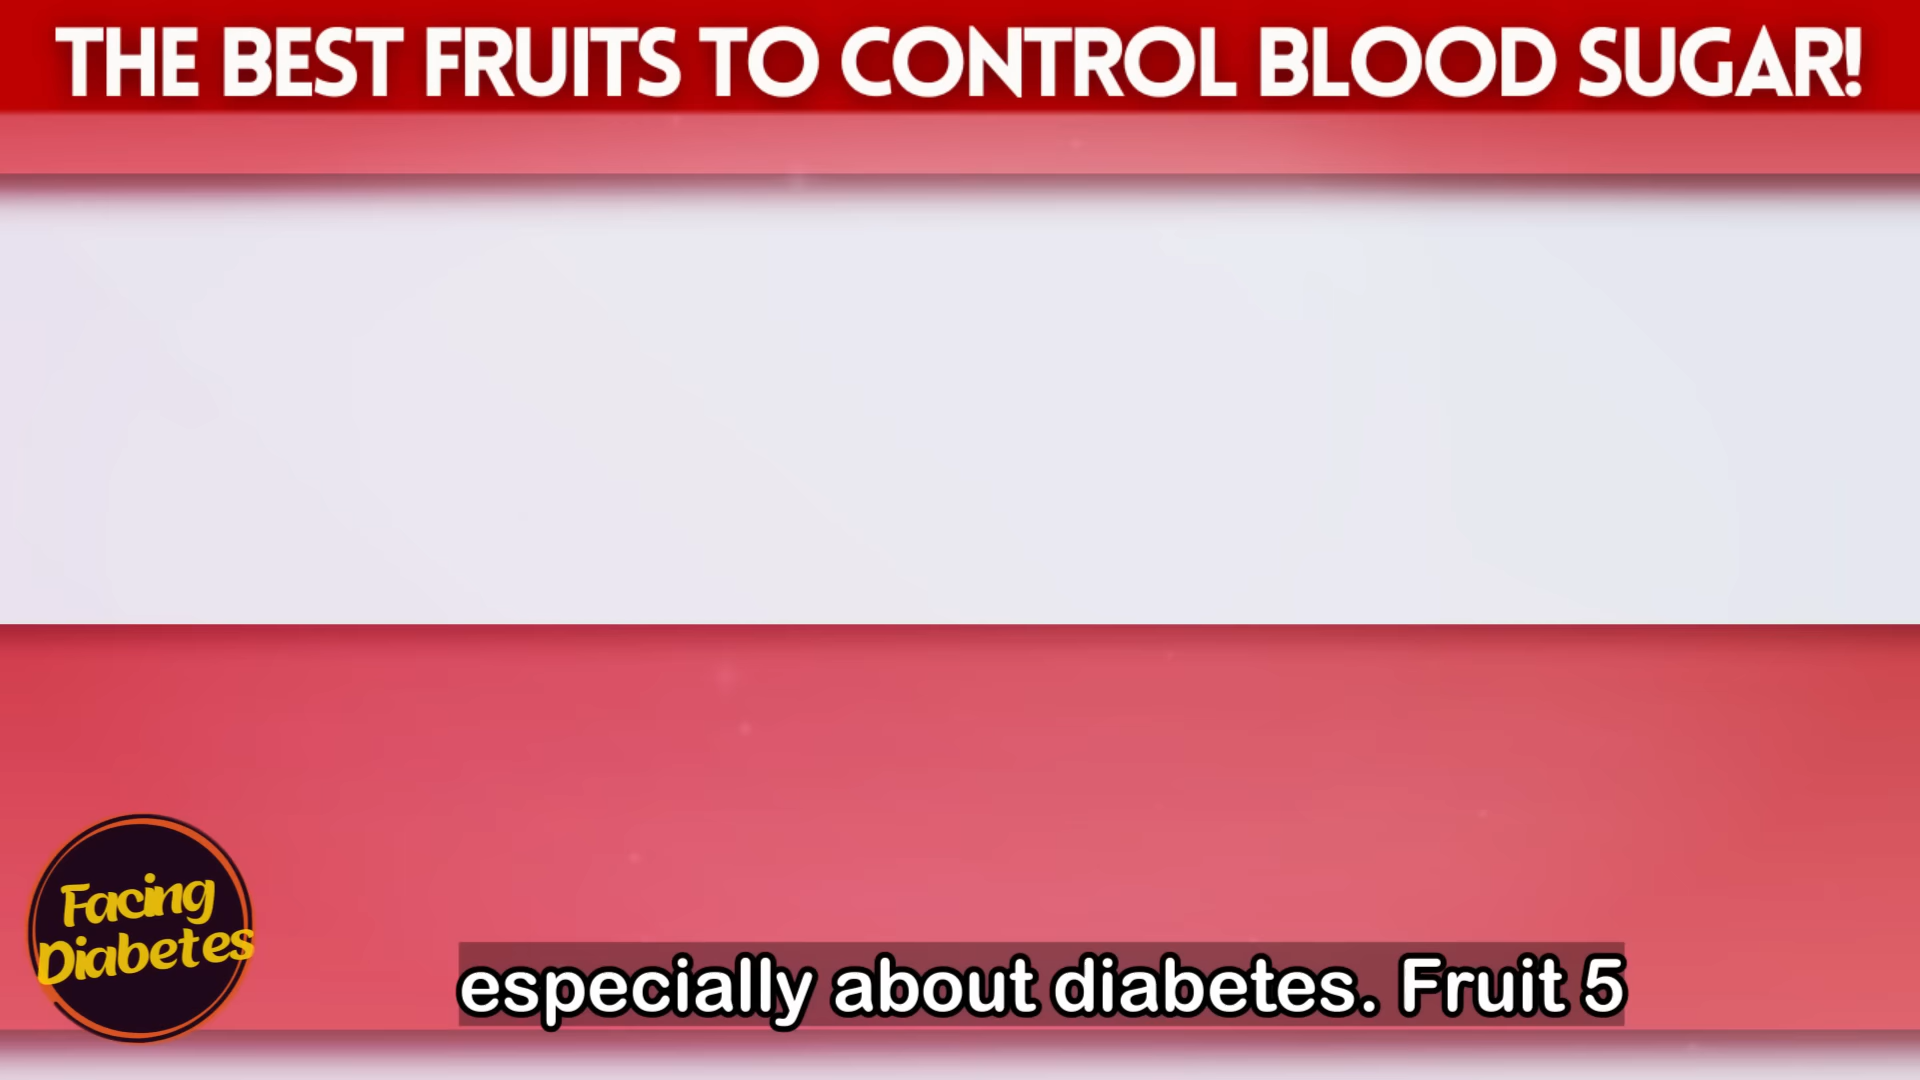 THE BEST FRUITS TO CONTROL BLOOD SUGAR!
Facing
Diabetes
especially about diabetes. Fruit 5